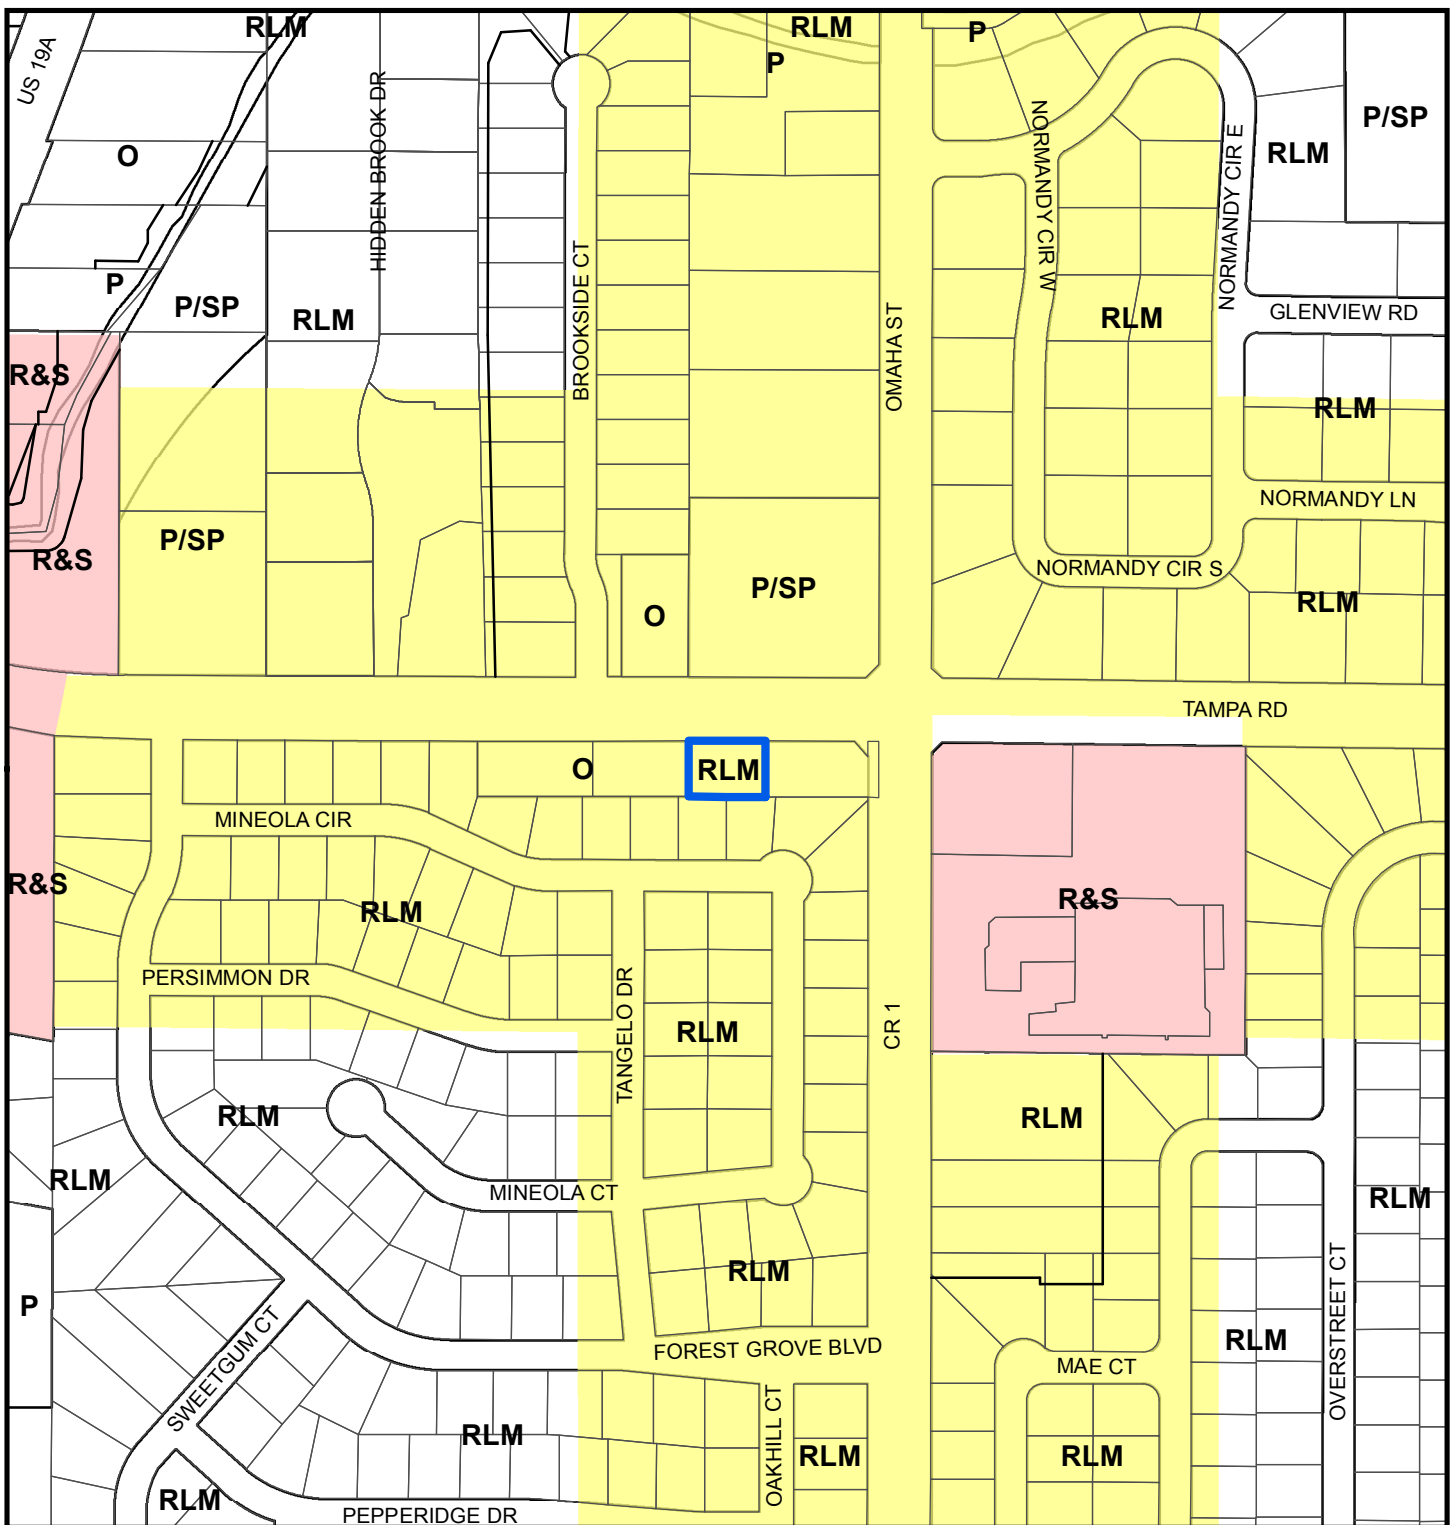 RLM
RLM
P
P
US 19A
HIDDEN BROOK DR
O
P/SP
RLM
NORMANDY CIR W
NORMANDY CIR E
P
P/SP
RLM
BROOKSIDE CT
OMAHA ST
RLM
GLENVIEW RD
R&S
RLM
NORMANDY LN
P/SP
R&S
NORMANDY CIR S
P/SP
O
RLM
TAMPA RD
O
RLM
MINEOLA CIR
R&S
RLM
R&S
PERSIMMON DR
TANGELO DR
RLM
CR 1
RLM
RLM
RLM
MINEOLA CT
RLM
RLM
P
SWEETGUM CT
FOREST GROVE BLVD
MAE CT
RLM
OVERSTREET CT
OAKHILL CT
RLM
RLM
RLM
RLM
PEPPERIDGE DR